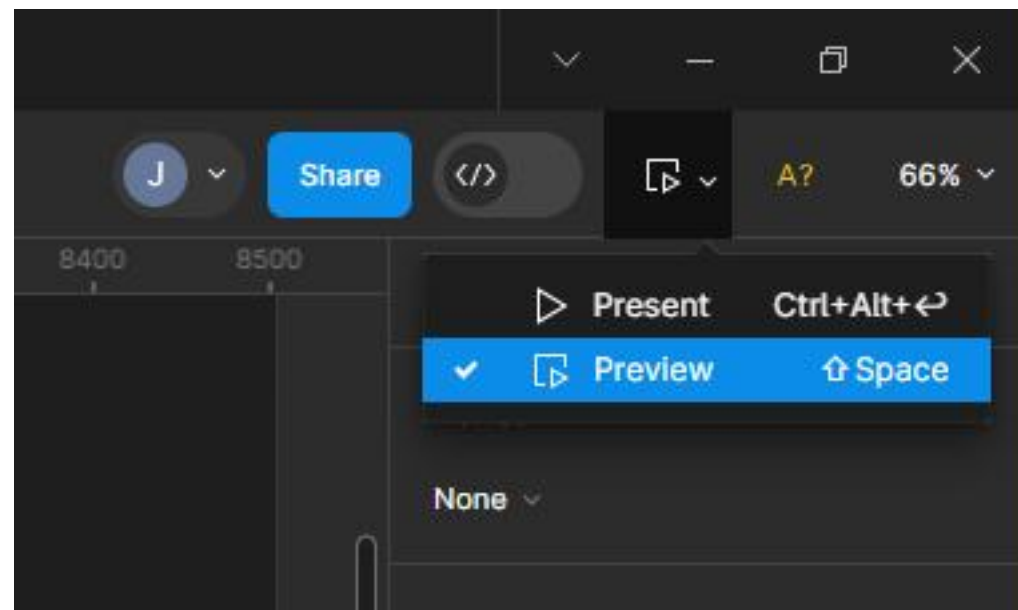 J Share </> A? 66%
8400 8500
Present Ctrl+Alt+↩
✓ Preview ⇧ Space
None